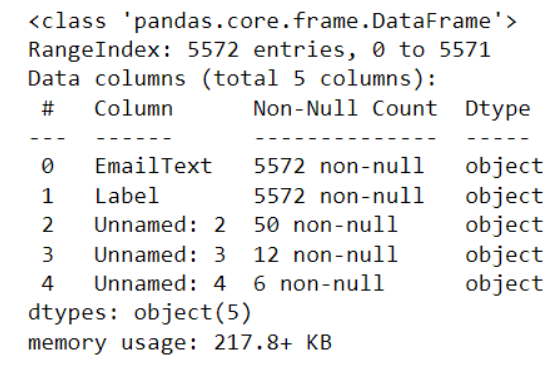 <class 'pandas.core.frame.DataFrame'>
RangeIndex: 5572 entries, 0 to 5571
Data columns (total 5 columns):
 #   Column      Non-Null Count  Dtype
---  ------      --------------  -----
 0   EmailText   5572 non-null   object
 1   Label       5572 non-null   object
 2   Unnamed: 2  50 non-null     object
 3   Unnamed: 3  12 non-null     object
 4   Unnamed: 4  6 non-null      object
dtypes: object(5)
memory usage: 217.8+ KB